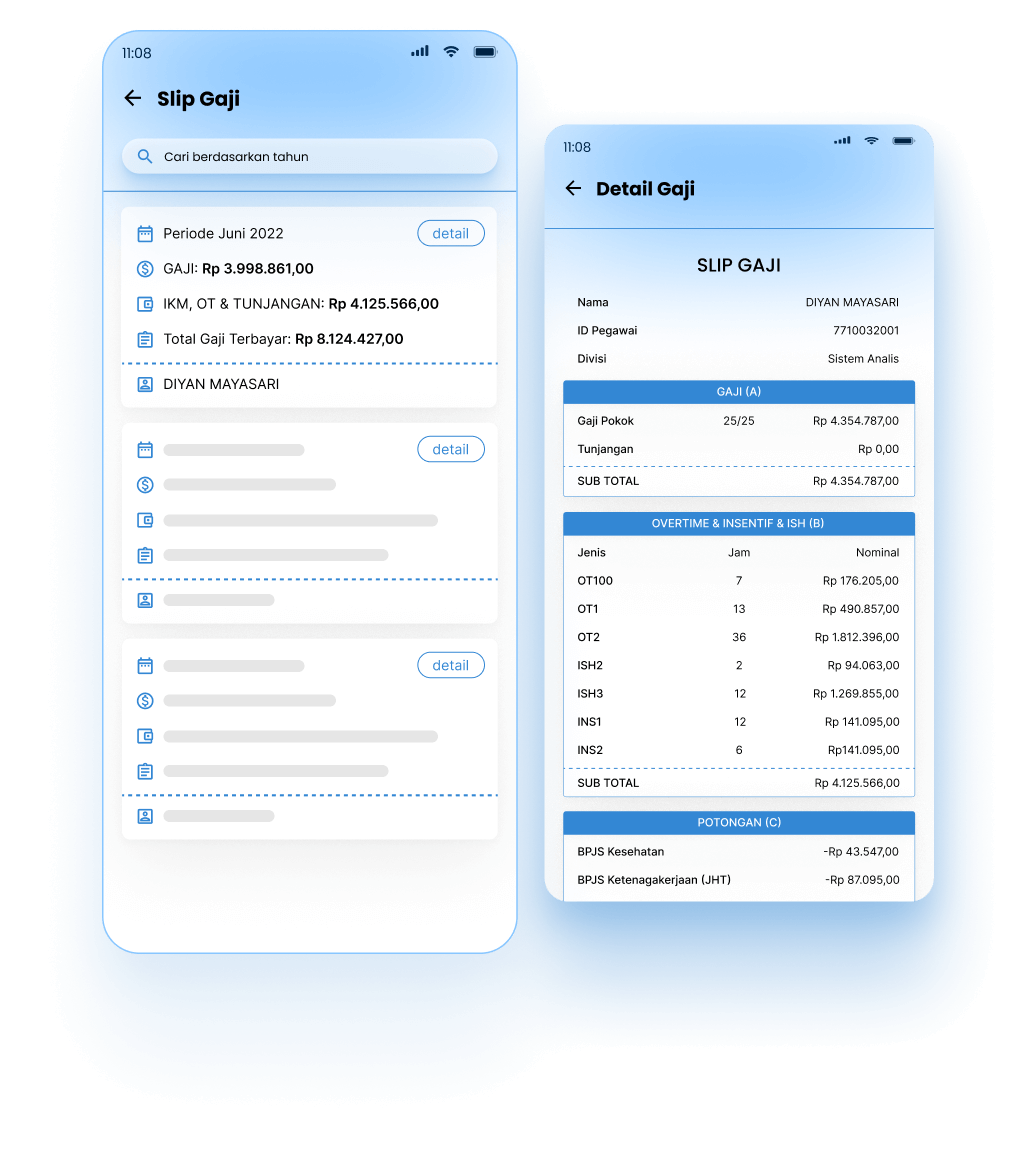 11:08
Slip Gaji
Cari berdasarkan tahun
Periode Juni 2022 detail
GAJI: Rp 3.998.861,00
IKM, OT & TUNJANGAN: Rp 4.125.566,00
Total Gaji Terbayar: Rp 8.124.427,00
DIYAN MAYASARI
detail
detail
11:08
Detail Gaji
SLIP GAJI
Nama DIYAN MAYASARI
ID Pegawai 7710032001
Divisi Sistem Analis
GAJI (A)
Gaji Pokok 25/25 Rp 4.354.787,00
Tunjangan Rp 0,00
SUB TOTAL Rp 4.354.787,00
OVERTIME & INSENTIF & ISH (B)
Jenis Jam Nominal
OT100 7 Rp 176.205,00
OT1 13 Rp 490.857,00
OT2 36 Rp 1.812.396,00
ISH2 2 Rp 94.063,00
ISH3 12 Rp 1.269.855,00
INS1 12 Rp 141.095,00
INS2 6 Rp141.095,00
SUB TOTAL Rp 4.125.566,00
POTONGAN (C)
BPJS Kesehatan -Rp 43.547,00
BPJS Ketenagakerjaan (JHT) -Rp 87.095,00